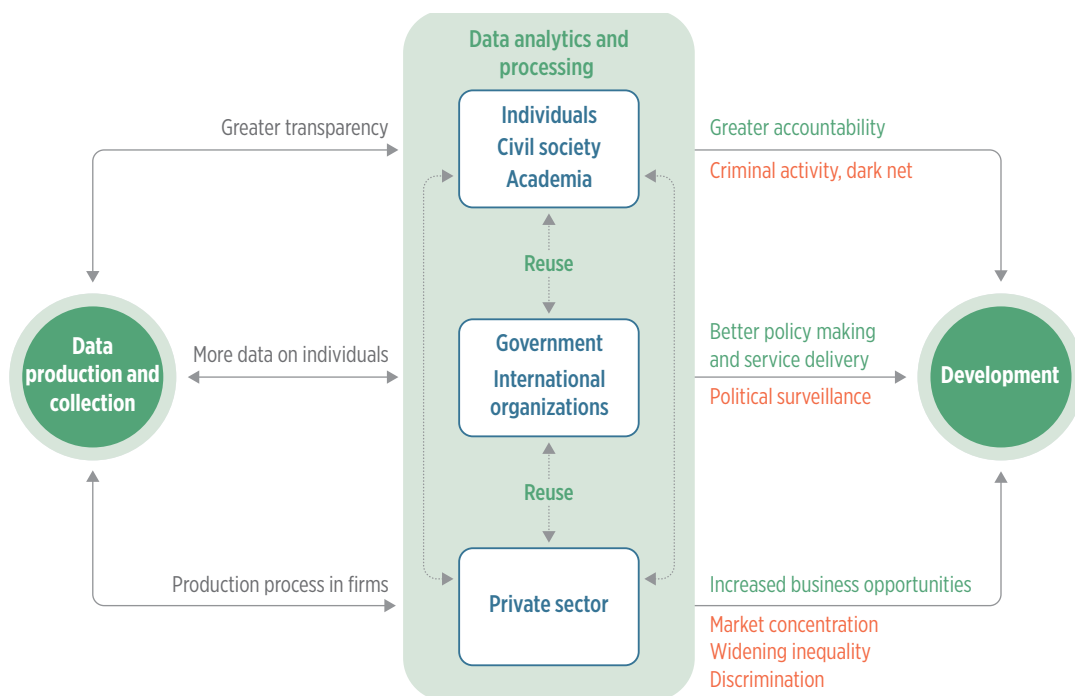 Data analytics and
processing
Individuals
Civil society
Academia
Greater transparency
Greater accountability
Criminal activity, dark net
Reuse
Data
production and
collection
More data on individuals
Government
International
organizations
Better policy making
and service delivery
Political surveillance
Development
Reuse
Production process in firms
Private sector
Increased business opportunities
Market concentration
Widening inequality
Discrimination